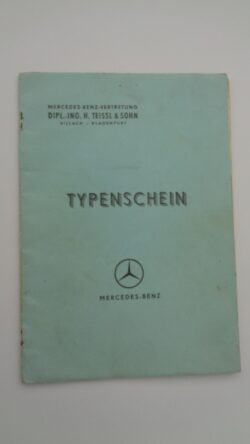 MERCEDES-BENZ-VERTRETUNG
DIPL.-ING. H. TEISSL & SOHN
VILLACH - KLAGENFURT
TYPENSCHEIN
MERCEDES-BENZ